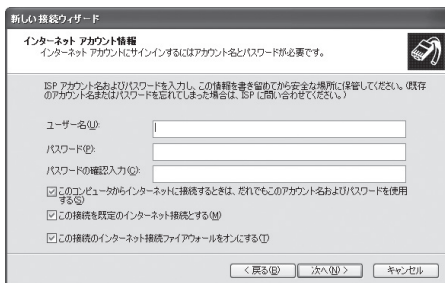 新しい接続ウィザード
インターネット アカウント情報
インターネット アカウントにサインインするにはアカウント名とパスワードが必要です。
ISP アカウント名およびパスワードを入力し、この情報を書き留めてから安全な場所に保管してください。(既存
のアカウント名またはパスワードを忘れてしまった場合は、ISP に問い合わせてください。)
ユーザー名(U):
パスワード(P):
パスワードの確認入力(C):
このコンピュータからインターネットに接続するときは、だれでもこのアカウント名およびパスワードを使用
する(S)
この接続を既定のインターネット接続とする(M)
この接続のインターネット接続ファイアウォールをオンにする(T)
< 戻る(B) 次へ(N) > キャンセル